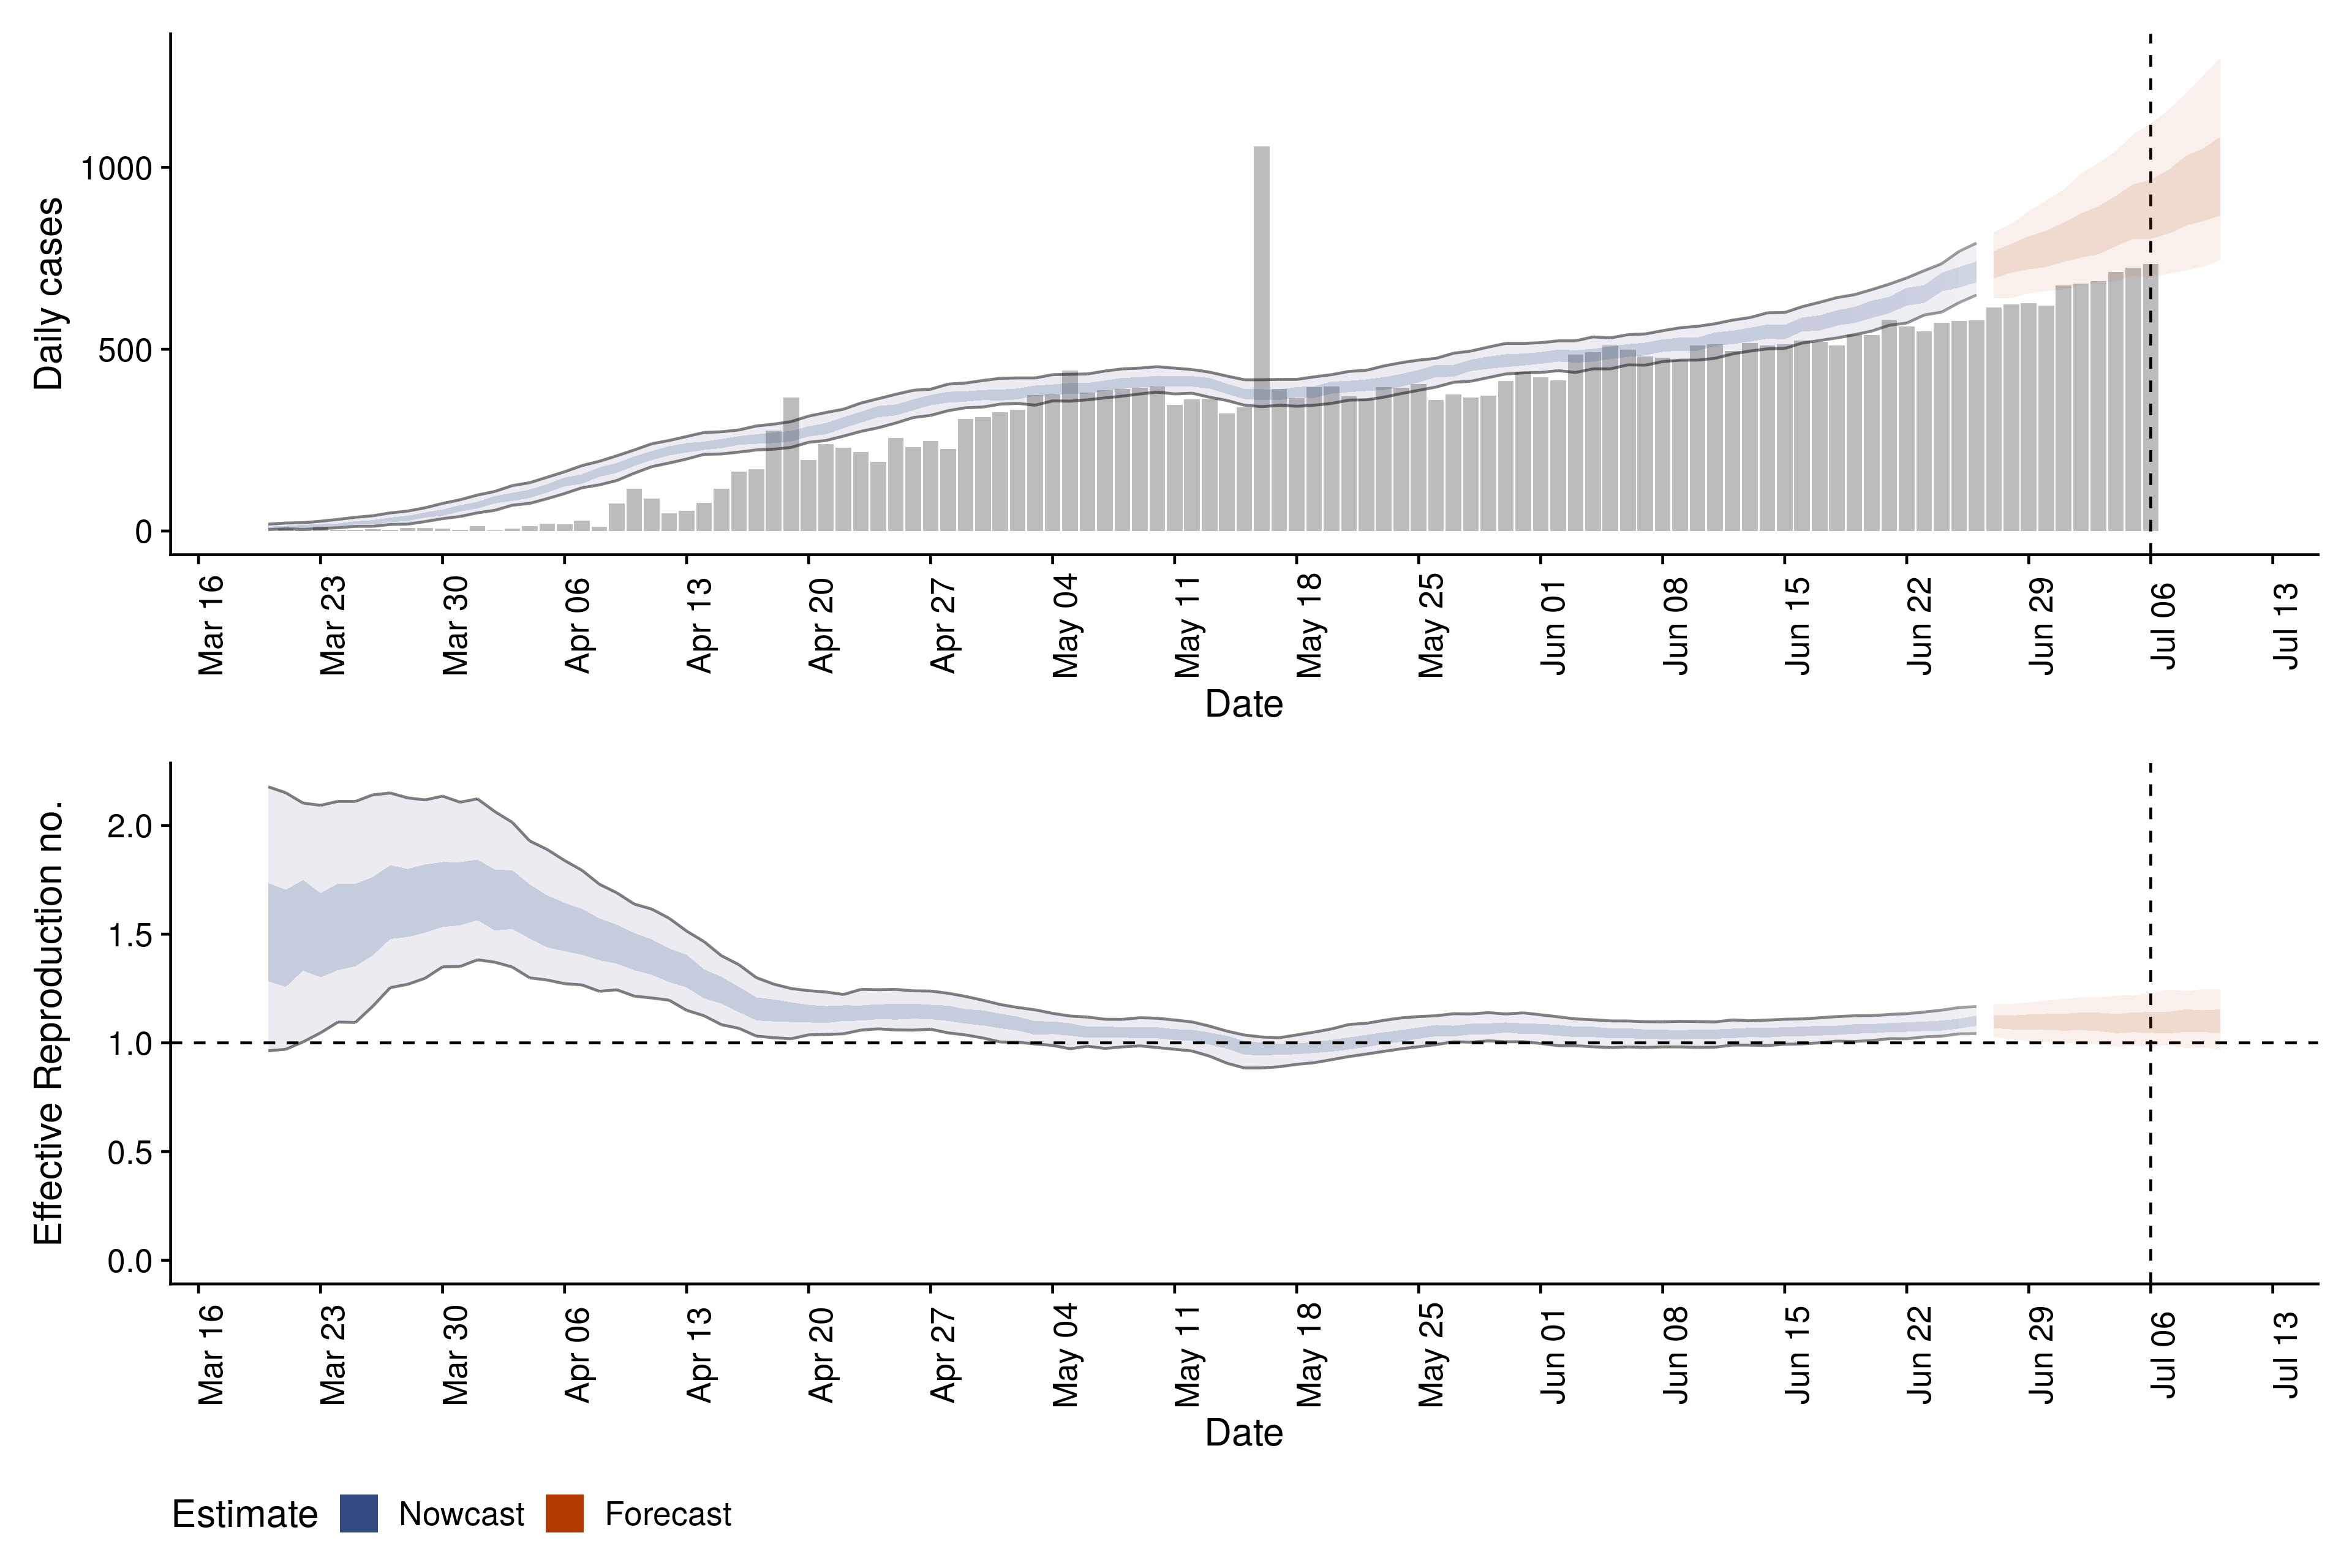 Daily cases
1000
500
0
Mar 16
Mar 23
Mar 30
Apr 06
Apr 13
Apr 20
Apr 27
May 04
May 11
May 18
May 25
Jun 01
Jun 08
Jun 15
Jun 22
Jun 29
Jul 06
Jul 13
Date
Effective Reproduction no.
2.0
1.5
1.0
0.5
0.0
Mar 16
Mar 23
Mar 30
Apr 06
Apr 13
Apr 20
Apr 27
May 04
May 11
May 18
May 25
Jun 01
Jun 08
Jun 15
Jun 22
Jun 29
Jul 06
Jul 13
Date
Estimate Nowcast Forecast